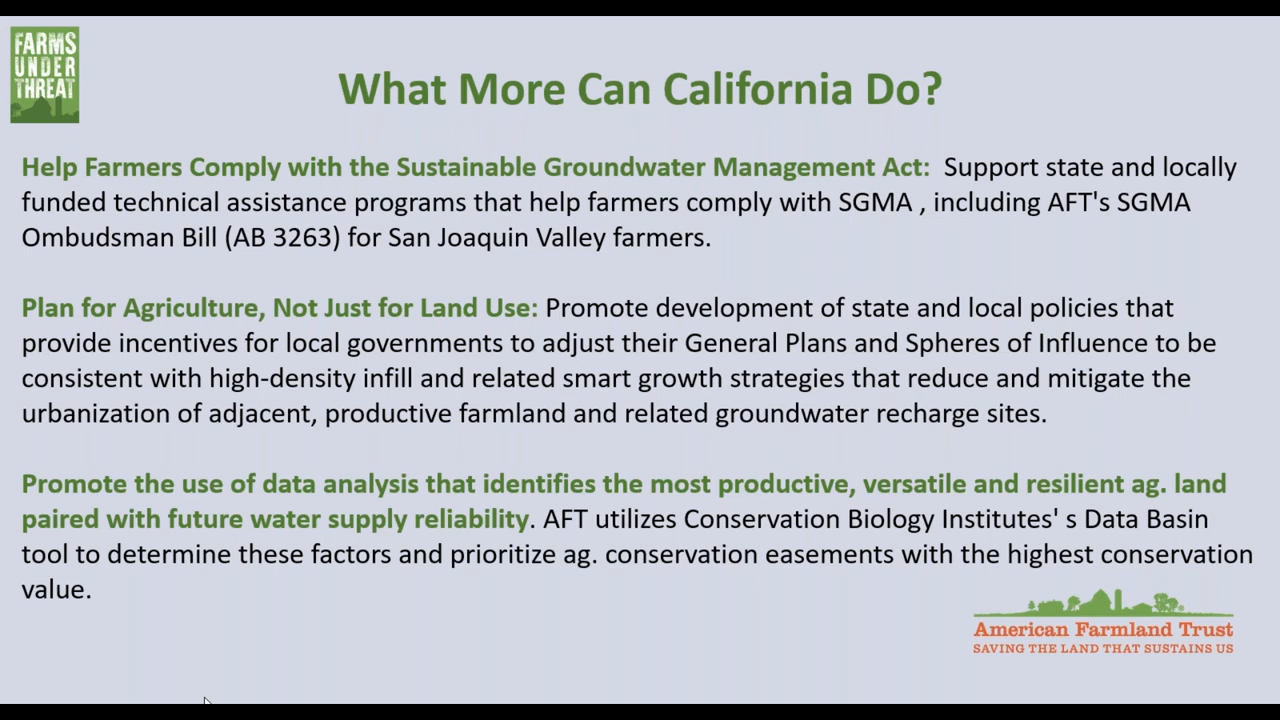 FARMS
UNDER
THREAT
What More Can California Do?
Help Farmers Comply with the Sustainable Groundwater Management Act:  Support state and locally
funded technical assistance programs that help farmers comply with SGMA , including AFT's SGMA
Ombudsman Bill (AB 3263) for San Joaquin Valley farmers.
Plan for Agriculture, Not Just for Land Use: Promote development of state and local policies that
provide incentives for local governments to adjust their General Plans and Spheres of Influence to be
consistent with high-density infill and related smart growth strategies that reduce and mitigate the
urbanization of adjacent, productive farmland and related groundwater recharge sites.
Promote the use of data analysis that identifies the most productive, versatile and resilient ag. land
paired with future water supply reliability. AFT utilizes Conservation Biology Institutes' s Data Basin
tool to determine these factors and prioritize ag. conservation easements with the highest conservation
value.
American Farmland Trust
SAVING THE LAND THAT SUSTAINS US